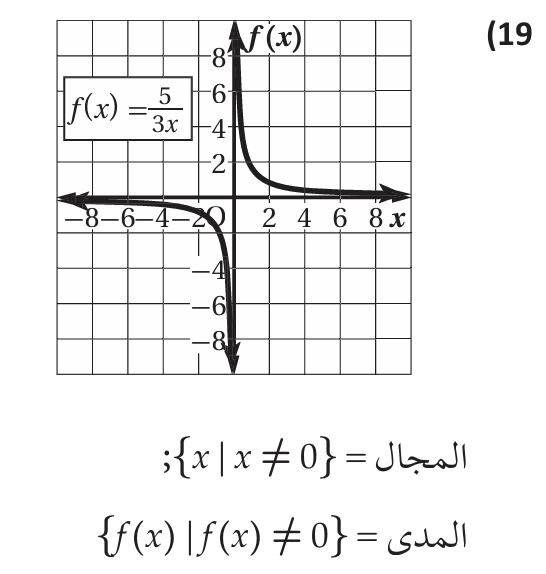 (19
f(x)
f(x) = 5/3x
8
6
4
2
−8 −6 −4 −2 O 2 4 6 8 x
−4
−6
−8
المجال = {x | x ≠ 0};
المدى = {f(x) | f(x) ≠ 0}